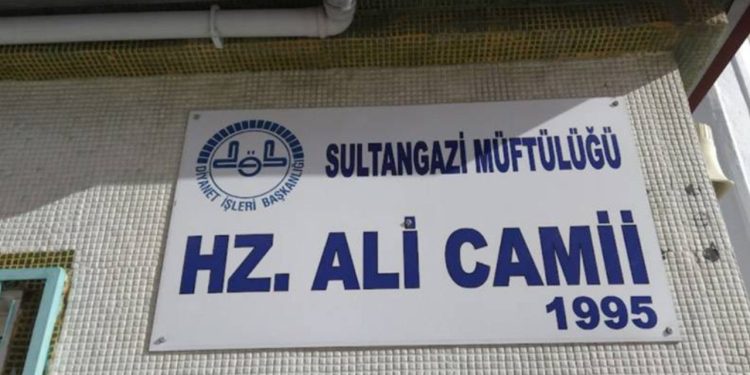 DİYANET İŞLERİ BAŞKANLIĞI
SULTANGAZİ MÜFTÜLÜĞÜ
HZ. ALİ CAMİİ
1995